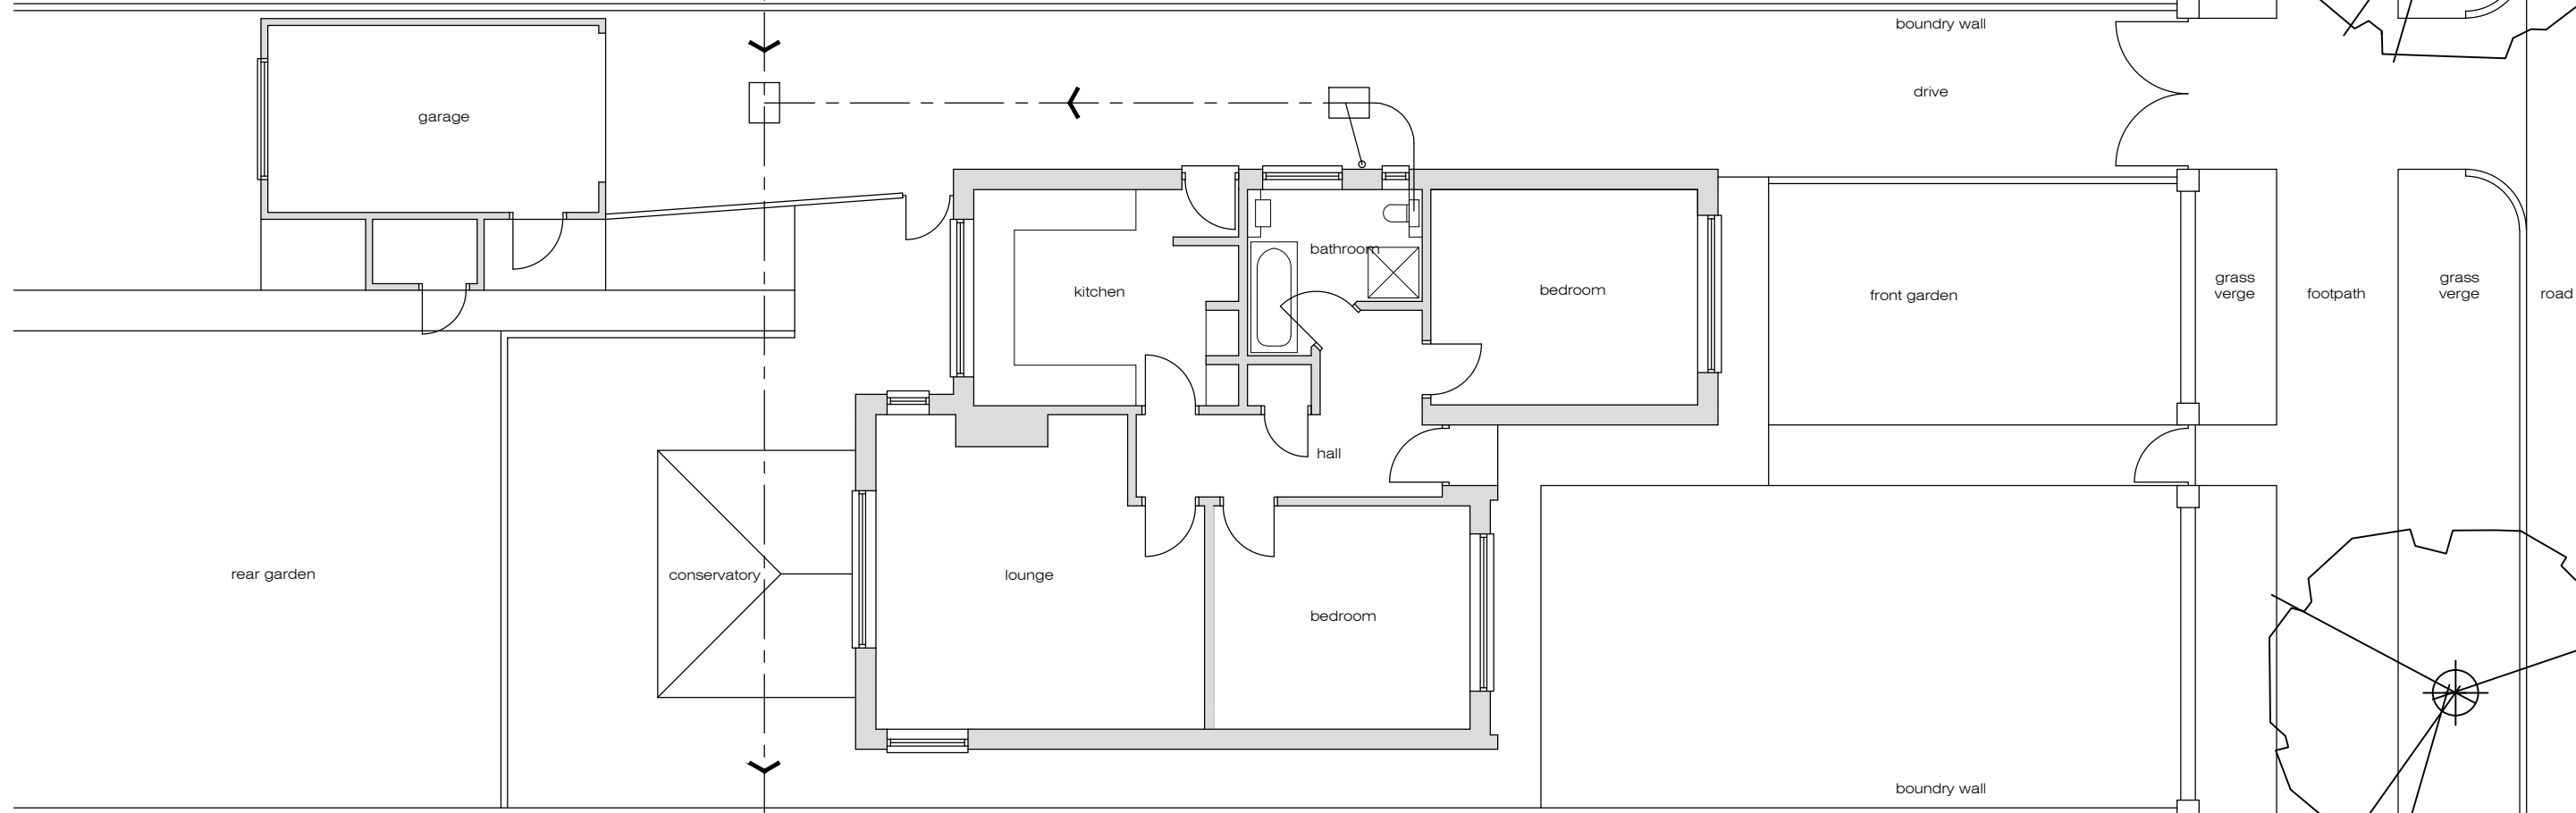 boundry wall
drive
garage
bathroom
kitchen
bedroom
front garden
grass
verge
footpath
grass
verge
road
hall
rear garden
conservatory
lounge
bedroom
boundry wall